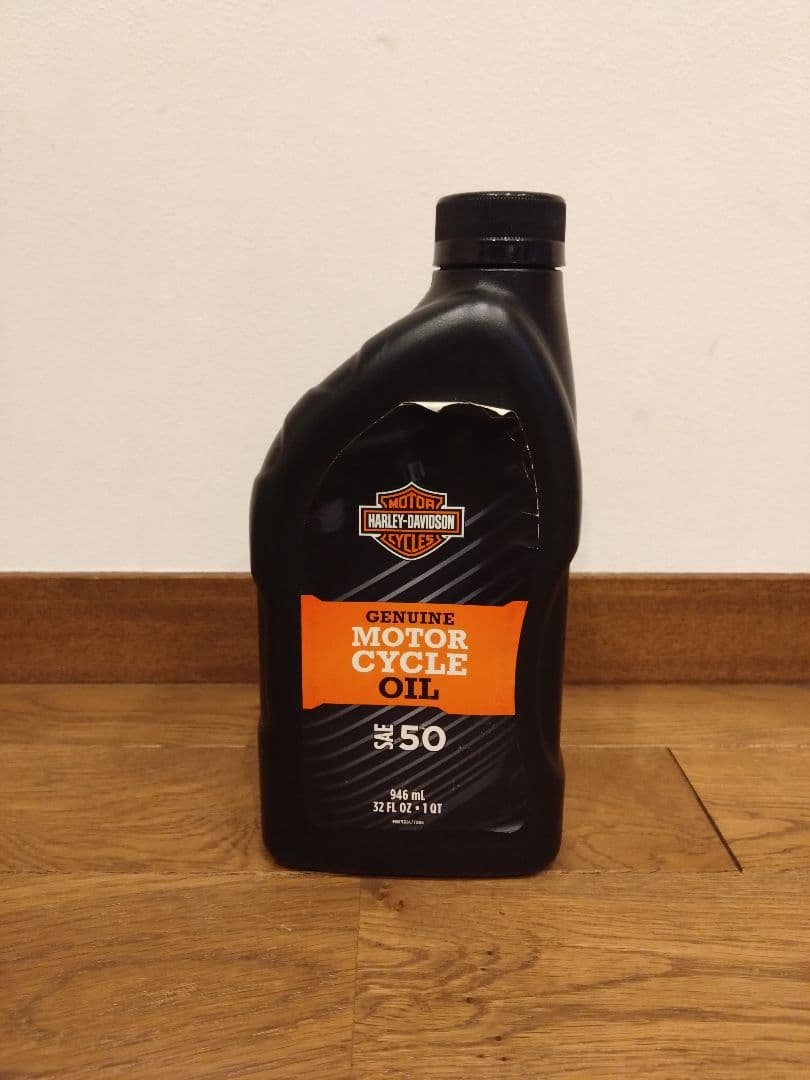 MOTOR
HARLEY-DAVIDSON
CYCLES
GENUINE
MOTOR
CYCLE
OIL
SAE 50
946 mL
32 FL OZ • 1 QT